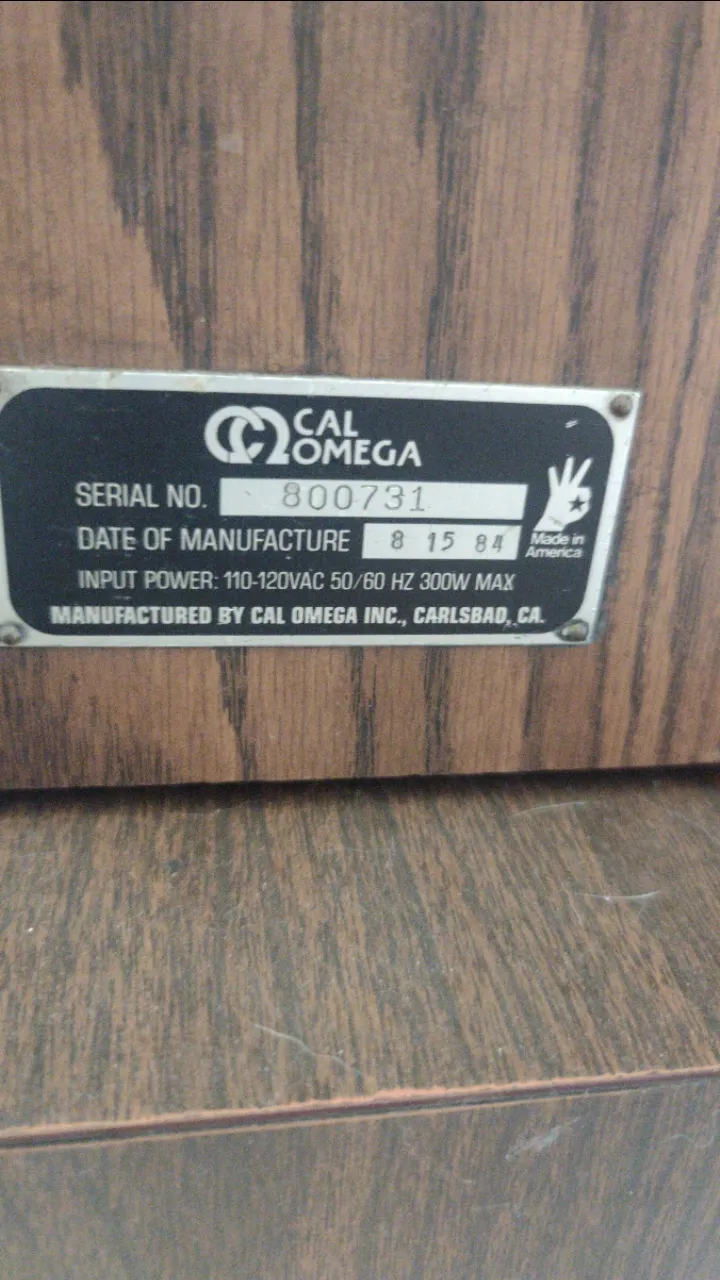 CAL
OMEGA
SERIAL NO. 800731
DATE OF MANUFACTURE 8 15 84
Made in
America
INPUT POWER: 110-120VAC 50/60 HZ 300W MAX
MANUFACTURED BY CAL OMEGA INC., CARLSBAD, CA.